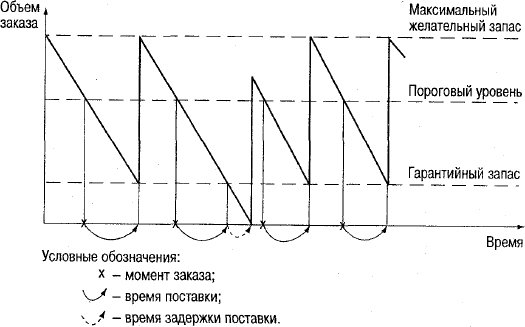 Объем
заказа
Максимальный
желательный запас
Пороговый уровень
Гарантийный запас
Время
Условные обозначения:
х – момент заказа;
– время поставки;
– время задержки поставки.